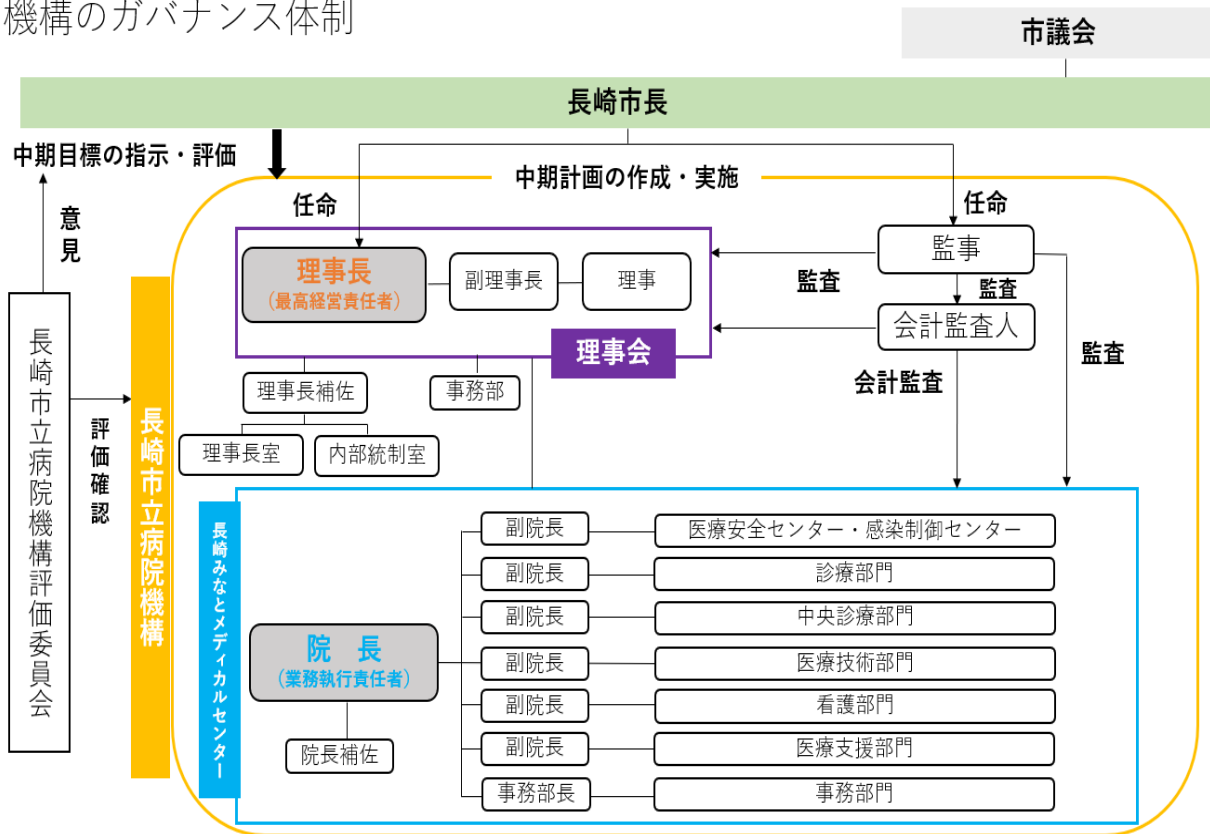 機構のガバナンス体制
市議会
長崎市長
中期目標の指示・評価
中期計画の作成・実施
意見
任命
任命
理事長
（最高経営責任者）
副理事長
理事
理事会
監事
監査
監査
会計監査人
監査
会計監査
理事長補佐
事務部
理事長室
内部統制室
長崎市立病院機構評価委員会
評価確認
長崎市立病院機構
長崎みなとメディカルセンター
院　長
（業務執行責任者）
院長補佐
副院長
医療安全センター・感染制御センター
副院長
診療部門
副院長
中央診療部門
副院長
医療技術部門
副院長
看護部門
副院長
医療支援部門
事務部長
事務部門